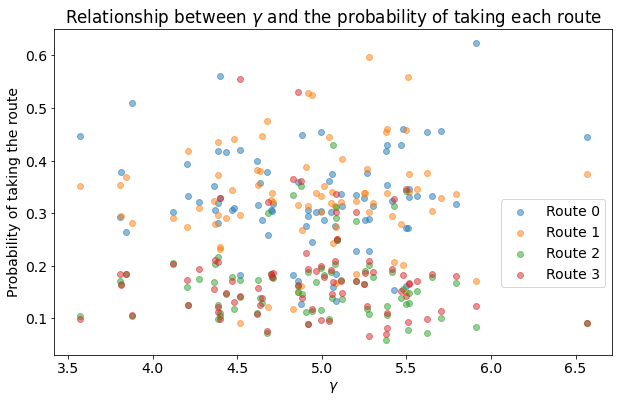 Relationship between γ and the probability of taking each route
Probability of taking the route
0.6
0.5
0.4
0.3
0.2
0.1
Route 0
Route 1
Route 2
Route 3
3.5 4.0 4.5 5.0 5.5 6.0 6.5
γ